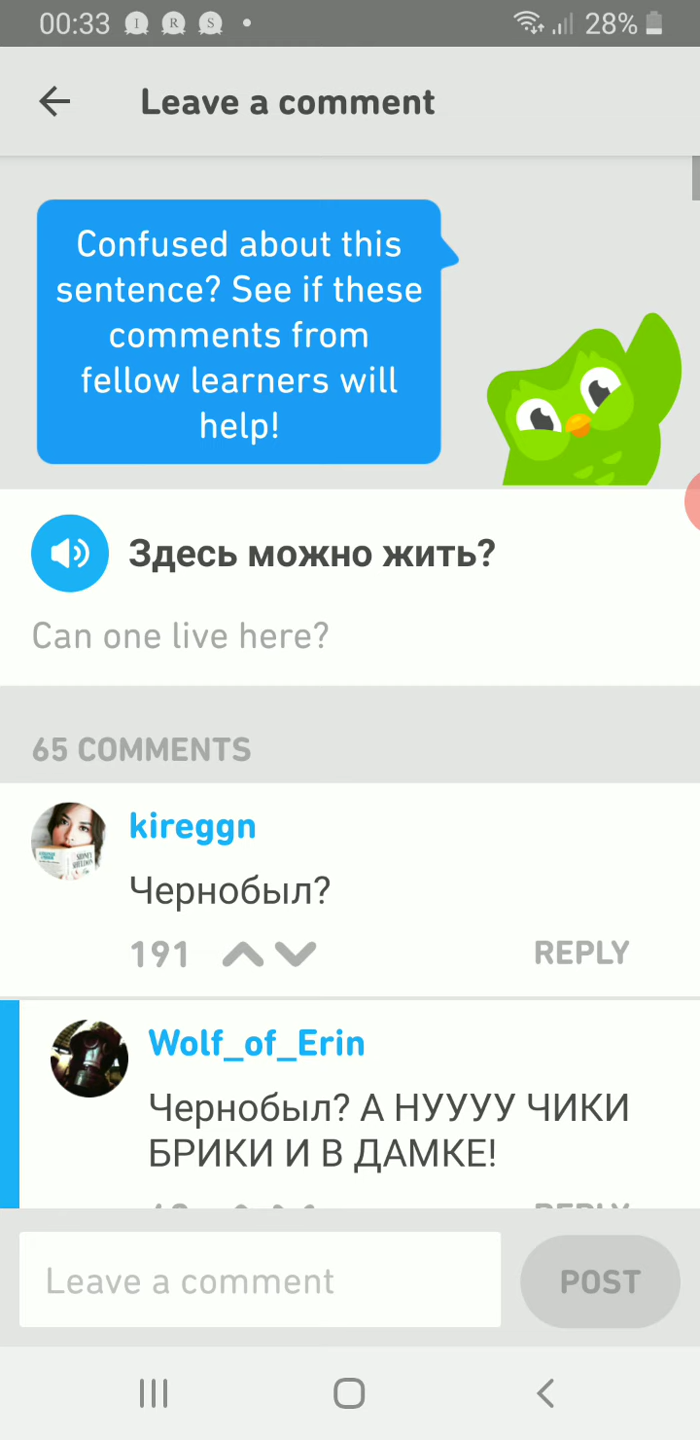 00:33 I R S 28%
Leave a comment
Confused about this
sentence? See if these
comments from
fellow learners will
help!
Здесь можно жить?
Can one live here?
65 COMMENTS
kireggn
Чернобыл?
191 REPLY
Wolf_of_Erin
Чернобыл? А НУУУУ ЧИКИ
БРИКИ И В ДАМКЕ!
REPLY
Leave a comment POST